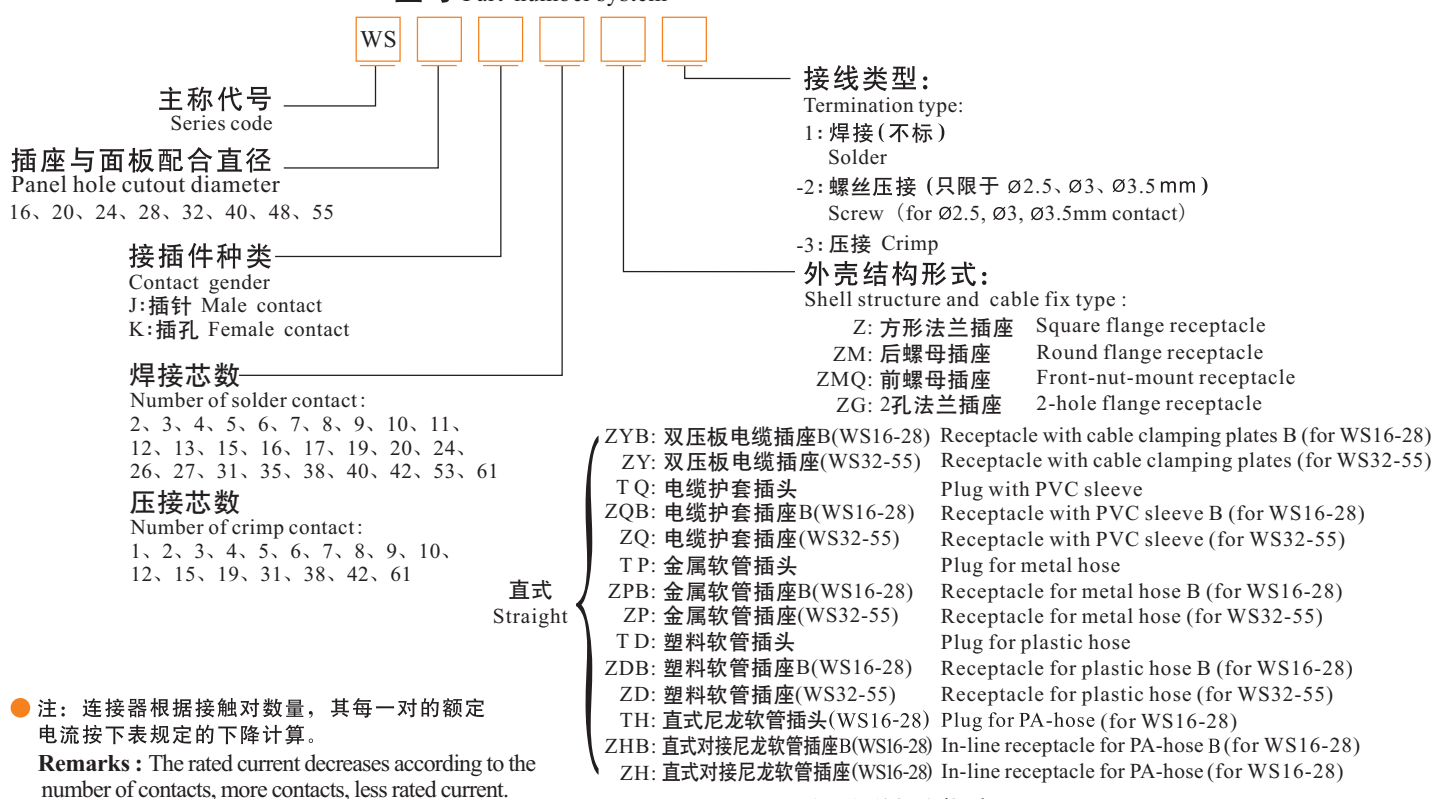 型号 Part number system
WS
主称代号
Series code
插座与面板配合直径
Panel hole cutout diameter
16、20、24、28、32、40、48、55
接插件种类
Contact gender
J:插针 Male contact
K:插孔 Female contact
焊接芯数
Number of solder contact:
2、3、4、5、6、7、8、9、10、11、
12、13、15、16、17、19、20、24、
26、27、31、35、38、40、42、53、61
压接芯数
Number of crimp contact:
1、2、3、4、5、6、7、8、9、10、
12、15、19、31、38、42、61
接线类型:
Termination type:
1:焊接(不标)
Solder
-2:螺丝压接 (只限于 Ø2.5、Ø3、Ø3.5mm)
Screw (for Ø2.5, Ø3, Ø3.5mm contact)
-3:压接 Crimp
外壳结构形式:
Shell structure and cable fix type :
Z: 方形法兰插座 Square flange receptacle
ZM: 后螺母插座 Round flange receptacle
ZMQ: 前螺母插座 Front-nut-mount receptacle
ZG: 2孔法兰插座 2-hole flange receptacle
直式
Straight
ZYB: 双压板电缆插座B(WS16-28) Receptacle with cable clamping plates B (for WS16-28)
ZY: 双压板电缆插座(WS32-55) Receptacle with cable clamping plates (for WS32-55)
TQ: 电缆护套插头 Plug with PVC sleeve
ZQB: 电缆护套插座B(WS16-28) Receptacle with PVC sleeve B (for WS16-28)
ZQ: 电缆护套插座(WS32-55) Receptacle with PVC sleeve (for WS32-55)
TP: 金属软管插头 Plug for metal hose
ZPB: 金属软管插座B(WS16-28) Receptacle for metal hose B (for WS16-28)
ZP: 金属软管插座(WS32-55) Receptacle for metal hose (for WS32-55)
TD: 塑料软管插头 Plug for plastic hose
ZDB: 塑料软管插座B(WS16-28) Receptacle for plastic hose B (for WS16-28)
ZD: 塑料软管插座(WS32-55) Receptacle for plastic hose (for WS32-55)
TH: 直式尼龙软管插头(WS16-28) Plug for PA-hose (for WS16-28)
ZHB: 直式对接尼龙软管插座B(WS16-28) In-line receptacle for PA-hose B (for WS16-28)
ZH: 直式对接尼龙软管插座(WS16-28) In-line receptacle for PA-hose (for WS16-28)
注: 连接器根据接触对数量, 其每一对的额定
电流按下表规定的下降计算。
Remarks : The rated current decreases according to the
number of contacts, more contacts, less rated current.